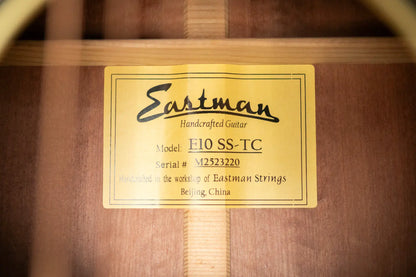 Eastman
Handcrafted Guitar
Model: E10 SS-TC
Serial # M2523220
Handcrafted in the workshop of Eastman Strings
Beijing, China